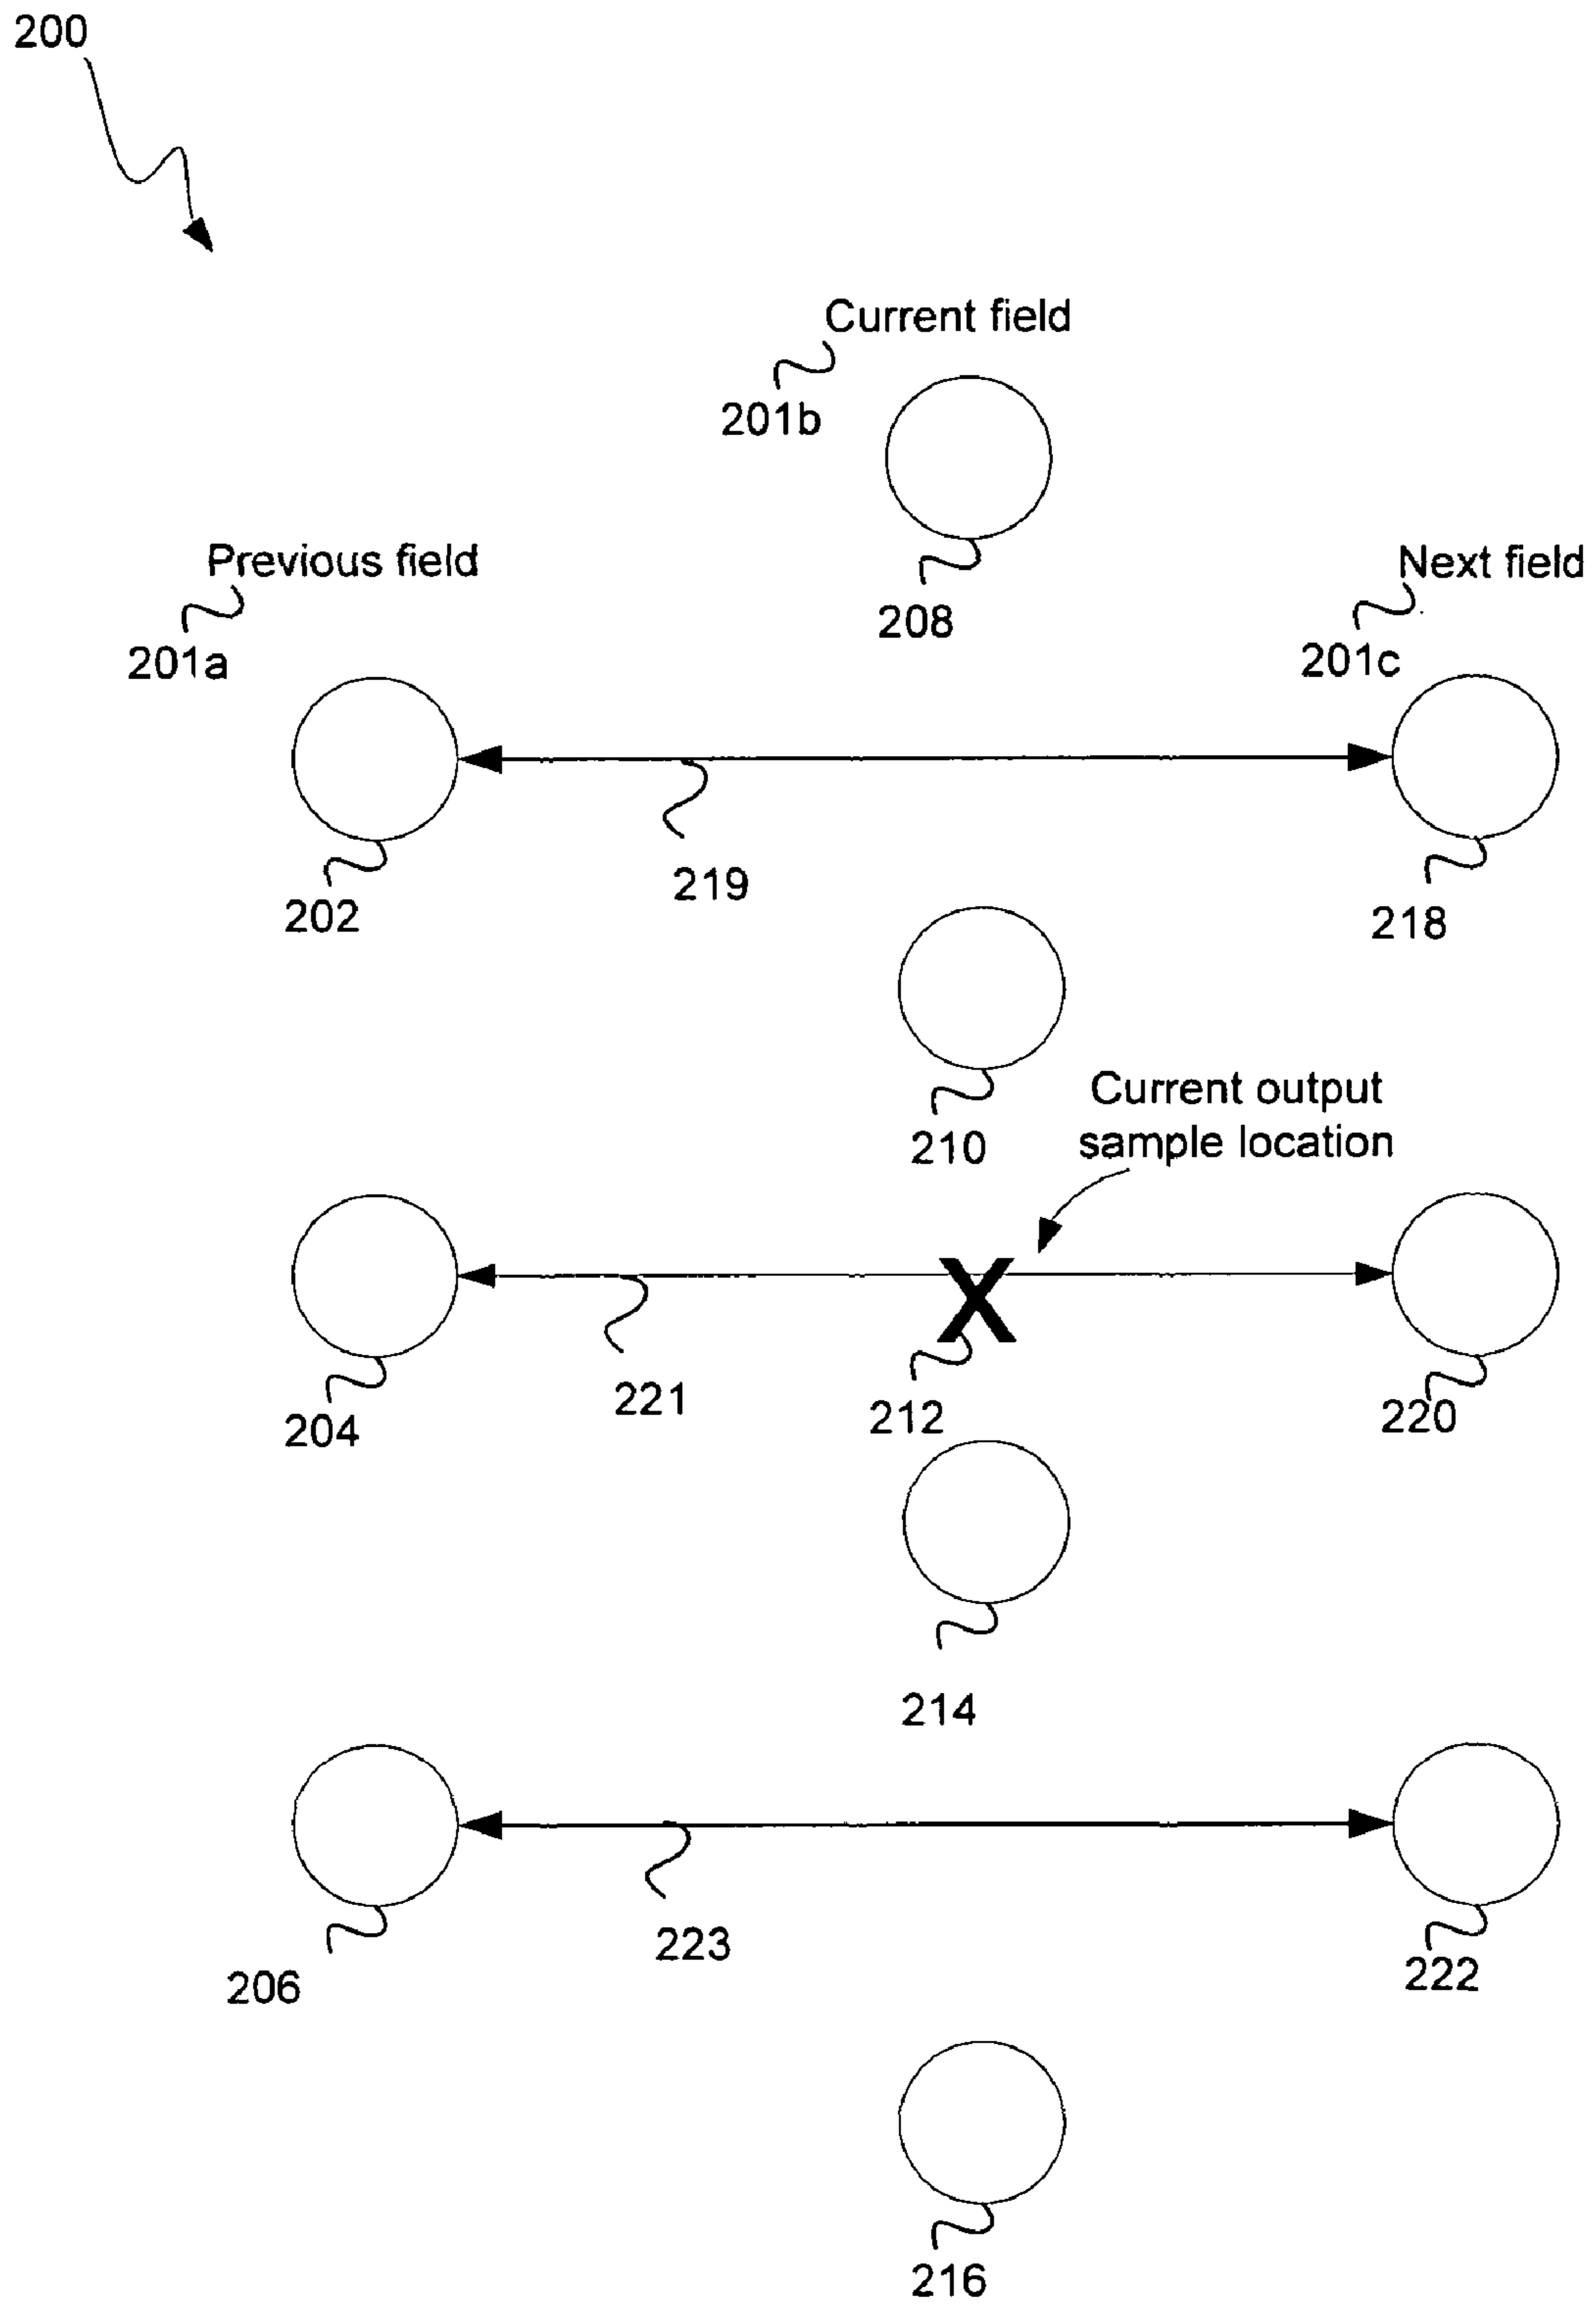 200
Current field
201b
208
Previous field
201a
Next field
201c
202
219
218
210
Current output
sample location
204
221
X
212
220
214
206
223
222
216